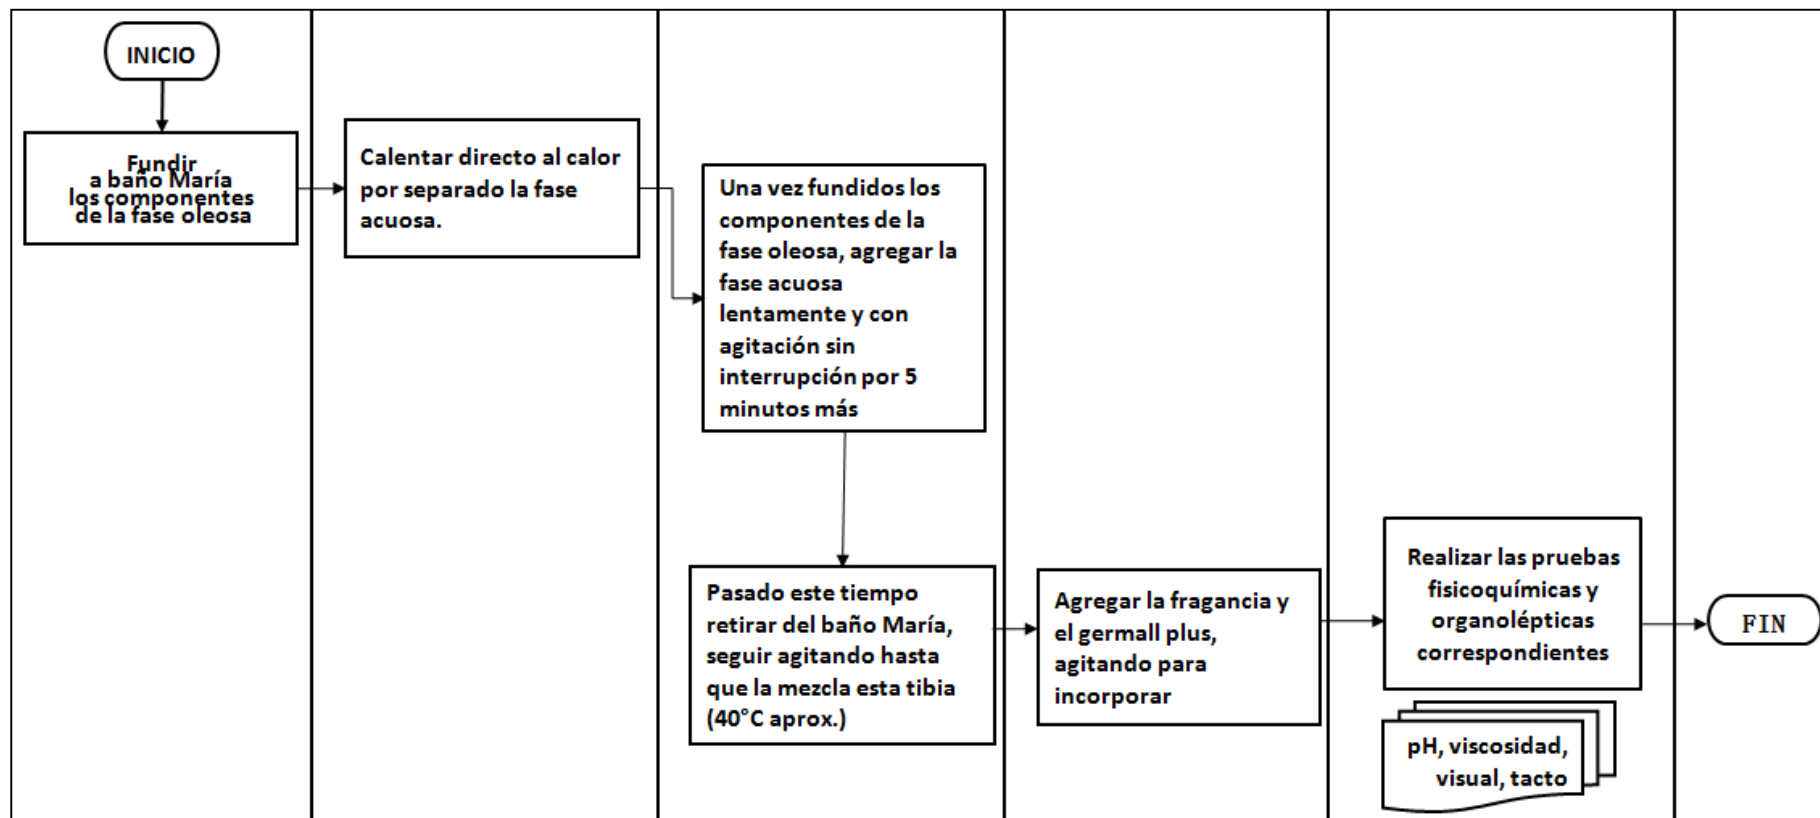 INICIO
Fundir
a baño María
los componentes
de la fase oleosa
Calentar directo al calor
por separado la fase
acuosa.
Una vez fundidos los
componentes de la
fase oleosa, agregar la
fase acuosa
lentamente y con
agitación sin
interrupción por 5
minutos más
Pasado este tiempo
retirar del baño María,
seguir agitando hasta
que la mezcla esta tibia
(40°C aprox.)
Agregar la fragancia y
el germall plus,
agitando para
incorporar
Realizar las pruebas
fisicoquímicas y
organolépticas
correspondientes
pH, viscosidad,
visual, tacto
FIN